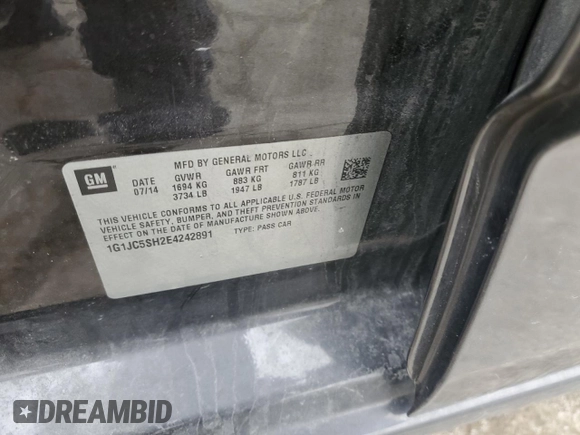 GM
MFD BY GENERAL MOTORS LLC
DATE GVWR GAWR FRT GAWR RR
07/14 1694 KG 883 KG 811 KG
3734 LB 1947 LB 1787 LB
THIS VEHICLE CONFORMS TO ALL APPLICABLE U.S. FEDERAL MOTOR
VEHICLE SAFETY, BUMPER, AND THEFT PREVENTION STANDARDS IN
EFFECT ON THE DATE OF MANUFACTURE SHOWN ABOVE.
1G1JC5SH2E4242891 TYPE: PASS CAR
DREAMBID